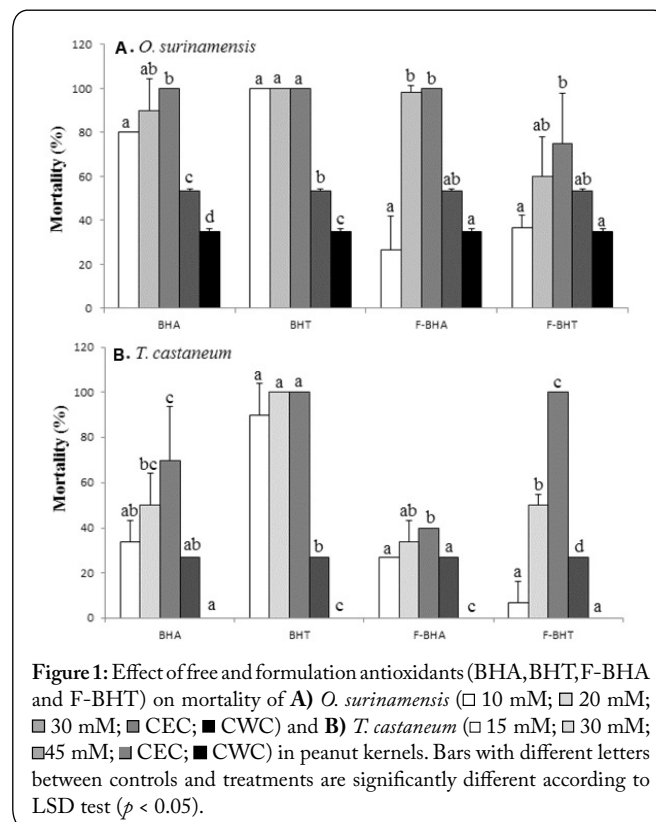 A. O. surinamensis
120
100
80
60
40
20
0
Mortality (%)
a ab b c d
a a a b c
a b b ab a
a ab b ab a
BHA BHT F-BHA F-BHT
B. T. castaneum
120
100
80
60
40
20
0
Mortality (%)
ab bc c ab a
a a a b c
a ab b a c
a b c d a
BHA BHT F-BHA F-BHT
Figure 1: Effect of free and formulation antioxidants (BHA, BHT, F-BHA
and F-BHT) on mortality of A) O. surinamensis (□ 10 mM; □ 20 mM;
■ 30 mM; ■ CEC; ■ CWC) and B) T. castaneum (□ 15 mM; □ 30 mM;
■45 mM; ■ CEC; ■ CWC) in peanut kernels. Bars with different letters
between controls and treatments are significantly different according to
LSD test (p < 0.05).